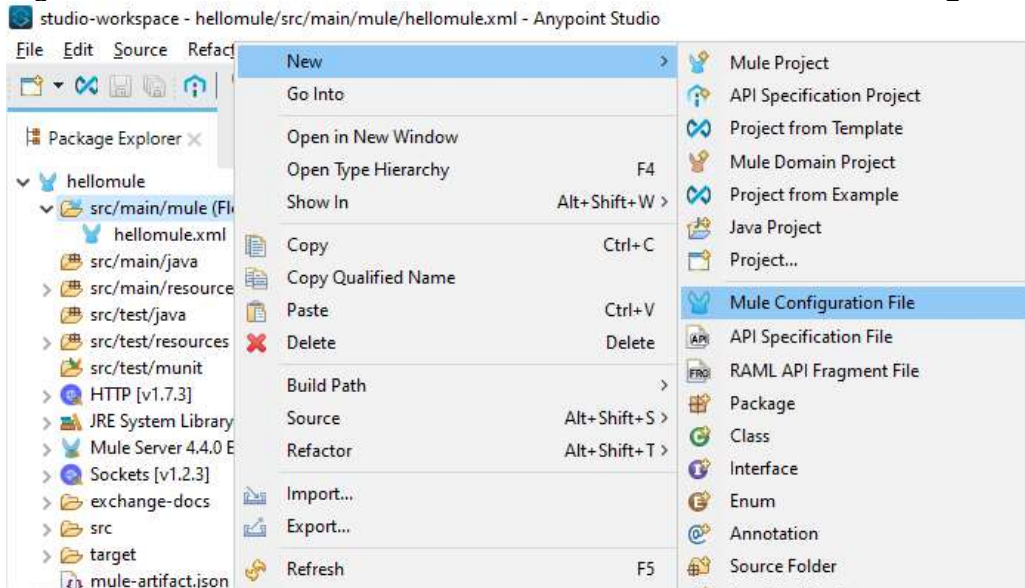 studio-workspace - hellomule/src/main/mule/hellomule.xml - Anypoint Studio
File Edit Source
Package Explorer
hellomule
src/main/mule
hellomule.xml
src/main/java
src/main/resource
src/test/java
src/test/resources
src/test/munit
HTTP [v1.7.3]
JRE System Library
Mule Server 4.4.0 E
Sockets [v1.2.3]
exchange-docs
src
target
mule-artifact.json
New >
Go Into
Open in New Window
Open Type Hierarchy F4
Show In Alt+Shift+W >
Copy Ctrl+C
Copy Qualified Name
Paste Ctrl+V
Delete Delete
Build Path >
Source Alt+Shift+S >
Refactor Alt+Shift+T >
Import...
Export...
Refresh F5
Mule Project
API Specification Project
Project from Template
Mule Domain Project
Project from Example
Java Project
Project...
Mule Configuration File
API API Specification File
FRG RAML API Fragment File
Package
Class
Interface
Enum
Annotation
Source Folder